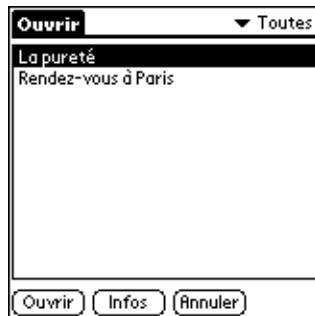 Ouvrir
Toutes
La pureté
Rendez-vous à Paris
Ouvrir
Infos
Annuler